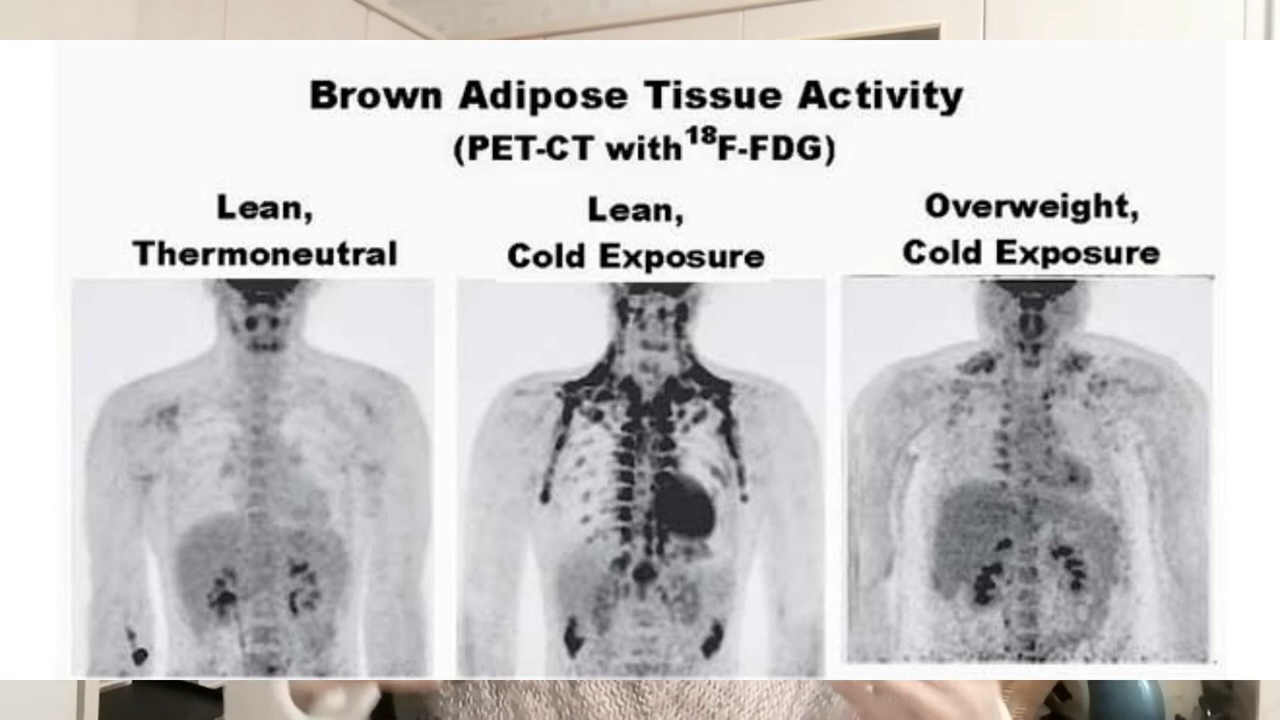 Brown Adipose Tissue Activity
(PET-CT with ¹⁸F-FDG)
Lean,
Thermoneutral
Lean,
Cold Exposure
Overweight,
Cold Exposure